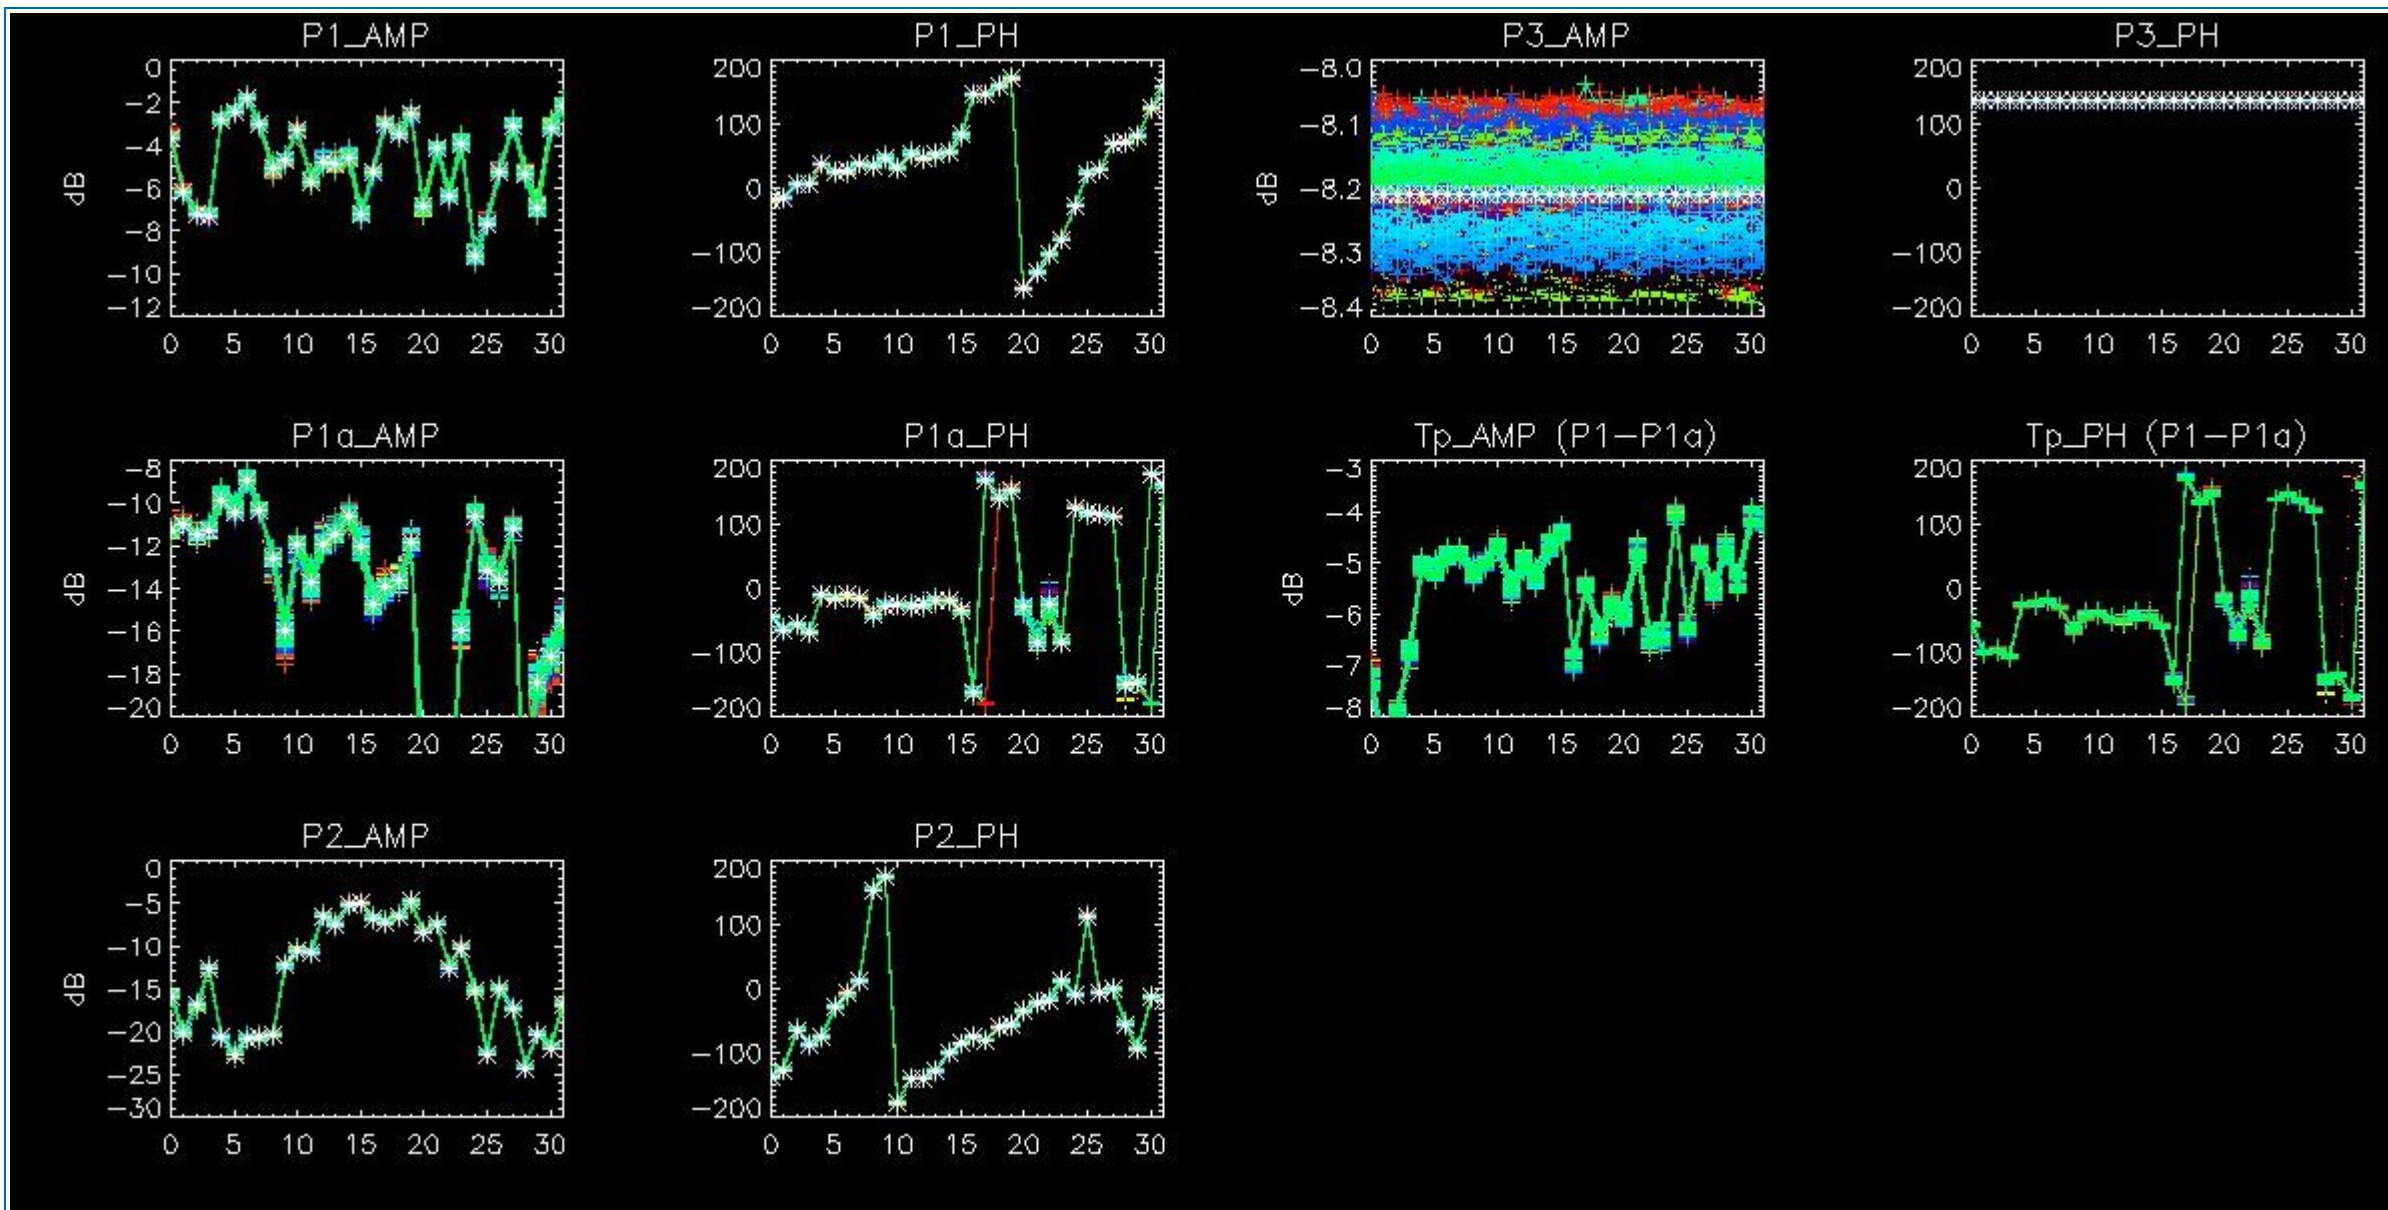 P1_AMP P1_PH P3_AMP P3_PH
0 200 -8.0 200
-2
-4 100 -8.1 100
dB -6 0 dB -8.2 0
-8
-10 -100 -8.3 -100
-12 -200 -8.4 -200
0 5 10 15 20 25 30 0 5 10 15 20 25 30 0 5 10 15 20 25 30 0 5 10 15 20 25 30
P1a_AMP P1a_PH Tp_AMP (P1-P1a) Tp_PH (P1-P1a)
-8 200 -3 200
-10 100 -4 100
-12
dB -14 0 dB -5 0
-16 -6
-18 -100 -7 -100
-20 -200 -8 -200
0 5 10 15 20 25 30 0 5 10 15 20 25 30 0 5 10 15 20 25 30 0 5 10 15 20 25 30
P2_AMP P2_PH
0 200
-5 100
-10
dB -15 0
-20 -100
-25
-30 -200
0 5 10 15 20 25 30 0 5 10 15 20 25 30